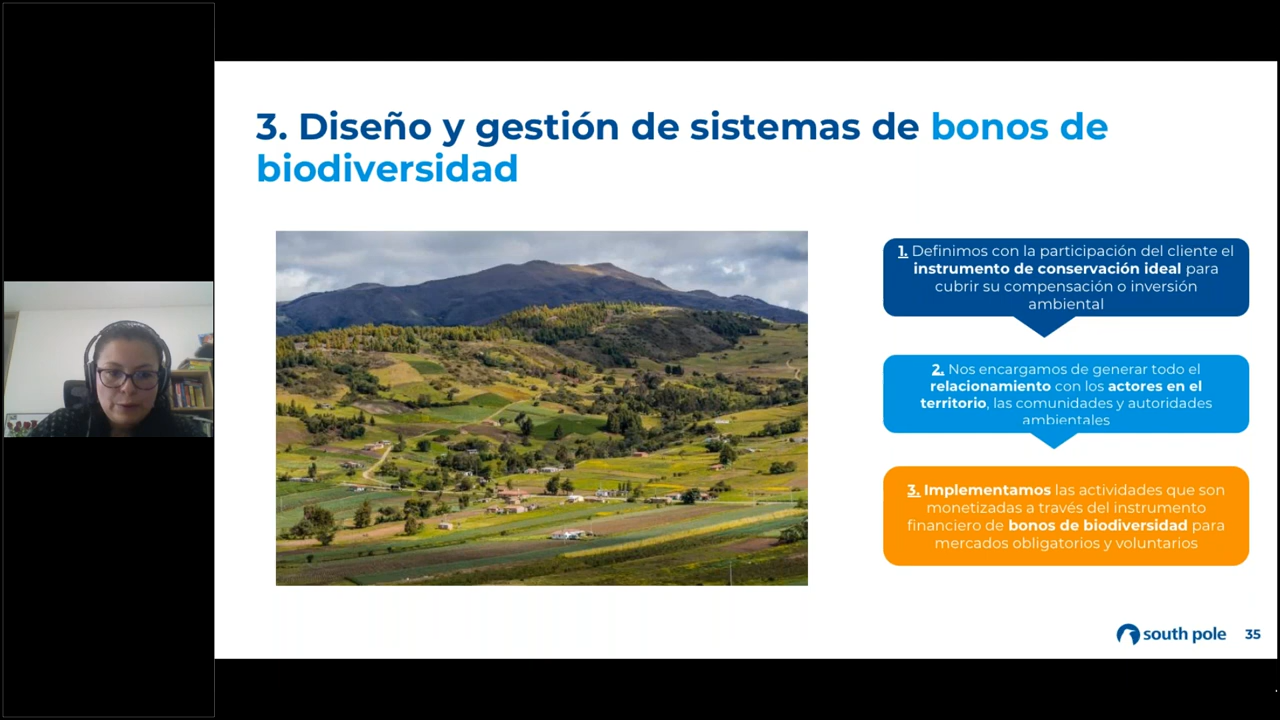 3. Diseño y gestión de sistemas de bonos de
biodiversidad
1. Definimos con la participación del cliente el
instrumento de conservación ideal para
cubrir su compensación o inversión
ambiental
2. Nos encargamos de generar todo el
relacionamiento con los actores en el
territorio, las comunidades y autoridades
ambientales
3. Implementamos las actividades que son
monetizadas a través del instrumento
financiero de bonos de biodiversidad para
mercados obligatorios y voluntarios
south pole 35